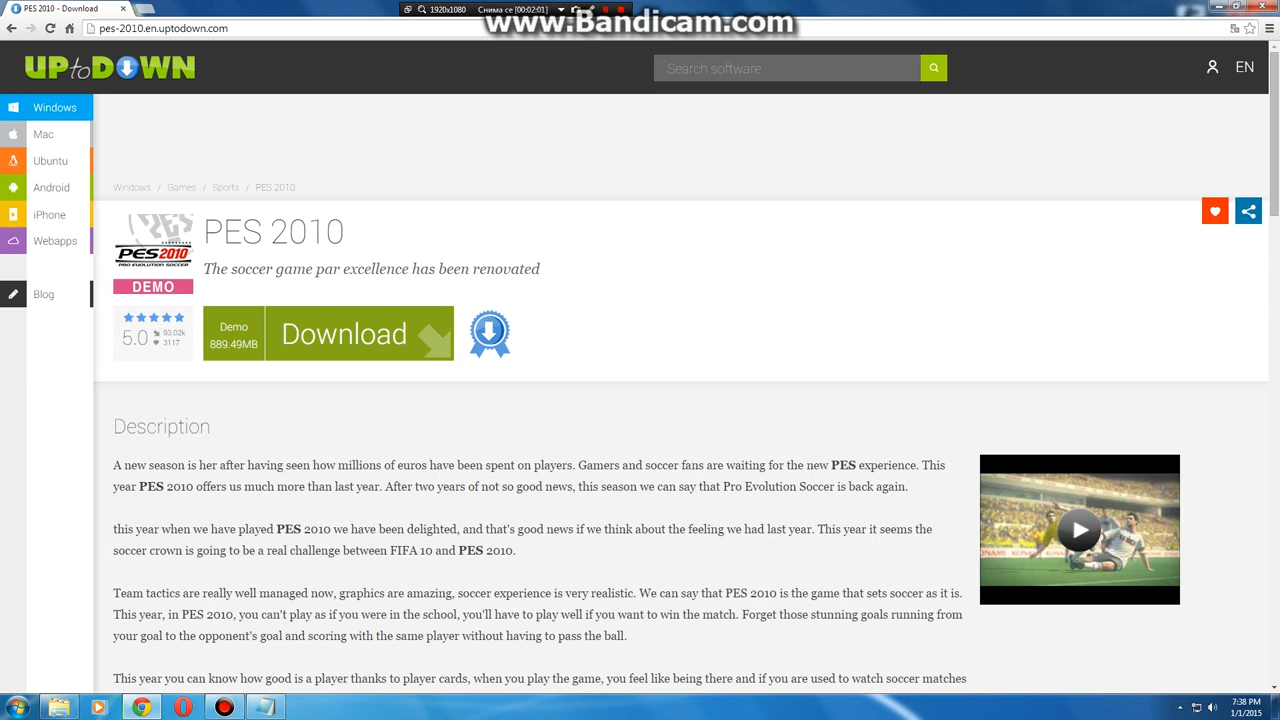 PES 2010 - Download
1920x1080
Снима се [00:02:01]
www.Bandicam.com
pes-2010.en.uptodown.com
UPtoDOWN
Search software
EN
Windows
Mac
Ubuntu
Android
iPhone
Webapps
Blog
Windows / Games / Sports / PES 2010
PES 2010
The soccer game par excellence has been renovated
PES2010
PRO EVOLUTION SOCCER
DEMO
5.0
93.02k
3117
Demo
889.49MB
Download
Description
A new season is her after having seen how millions of euros have been spent on players. Gamers and soccer fans are waiting for the new PES experience. This
year PES 2010 offers us much more than last year. After two years of not so good news, this season we can say that Pro Evolution Soccer is back again.
this year when we have played PES 2010 we have been delighted, and that's good news if we think about the feeling we had last year. This year it seems the
soccer crown is going to be a real challenge between FIFA 10 and PES 2010.
Team tactics are really well managed now, graphics are amazing, soccer experience is very realistic. We can say that PES 2010 is the game that sets soccer as it is.
This year, in PES 2010, you can't play as if you were in the school, you'll have to play well if you want to win the match. Forget those stunning goals running from
your goal to the opponent's goal and scoring with the same player without having to pass the ball.
This year you can know how good is a player thanks to player cards, when you play the game, you feel like being there and if you are used to watch soccer matches
KONAMI
7:38 PM
1/1/2015